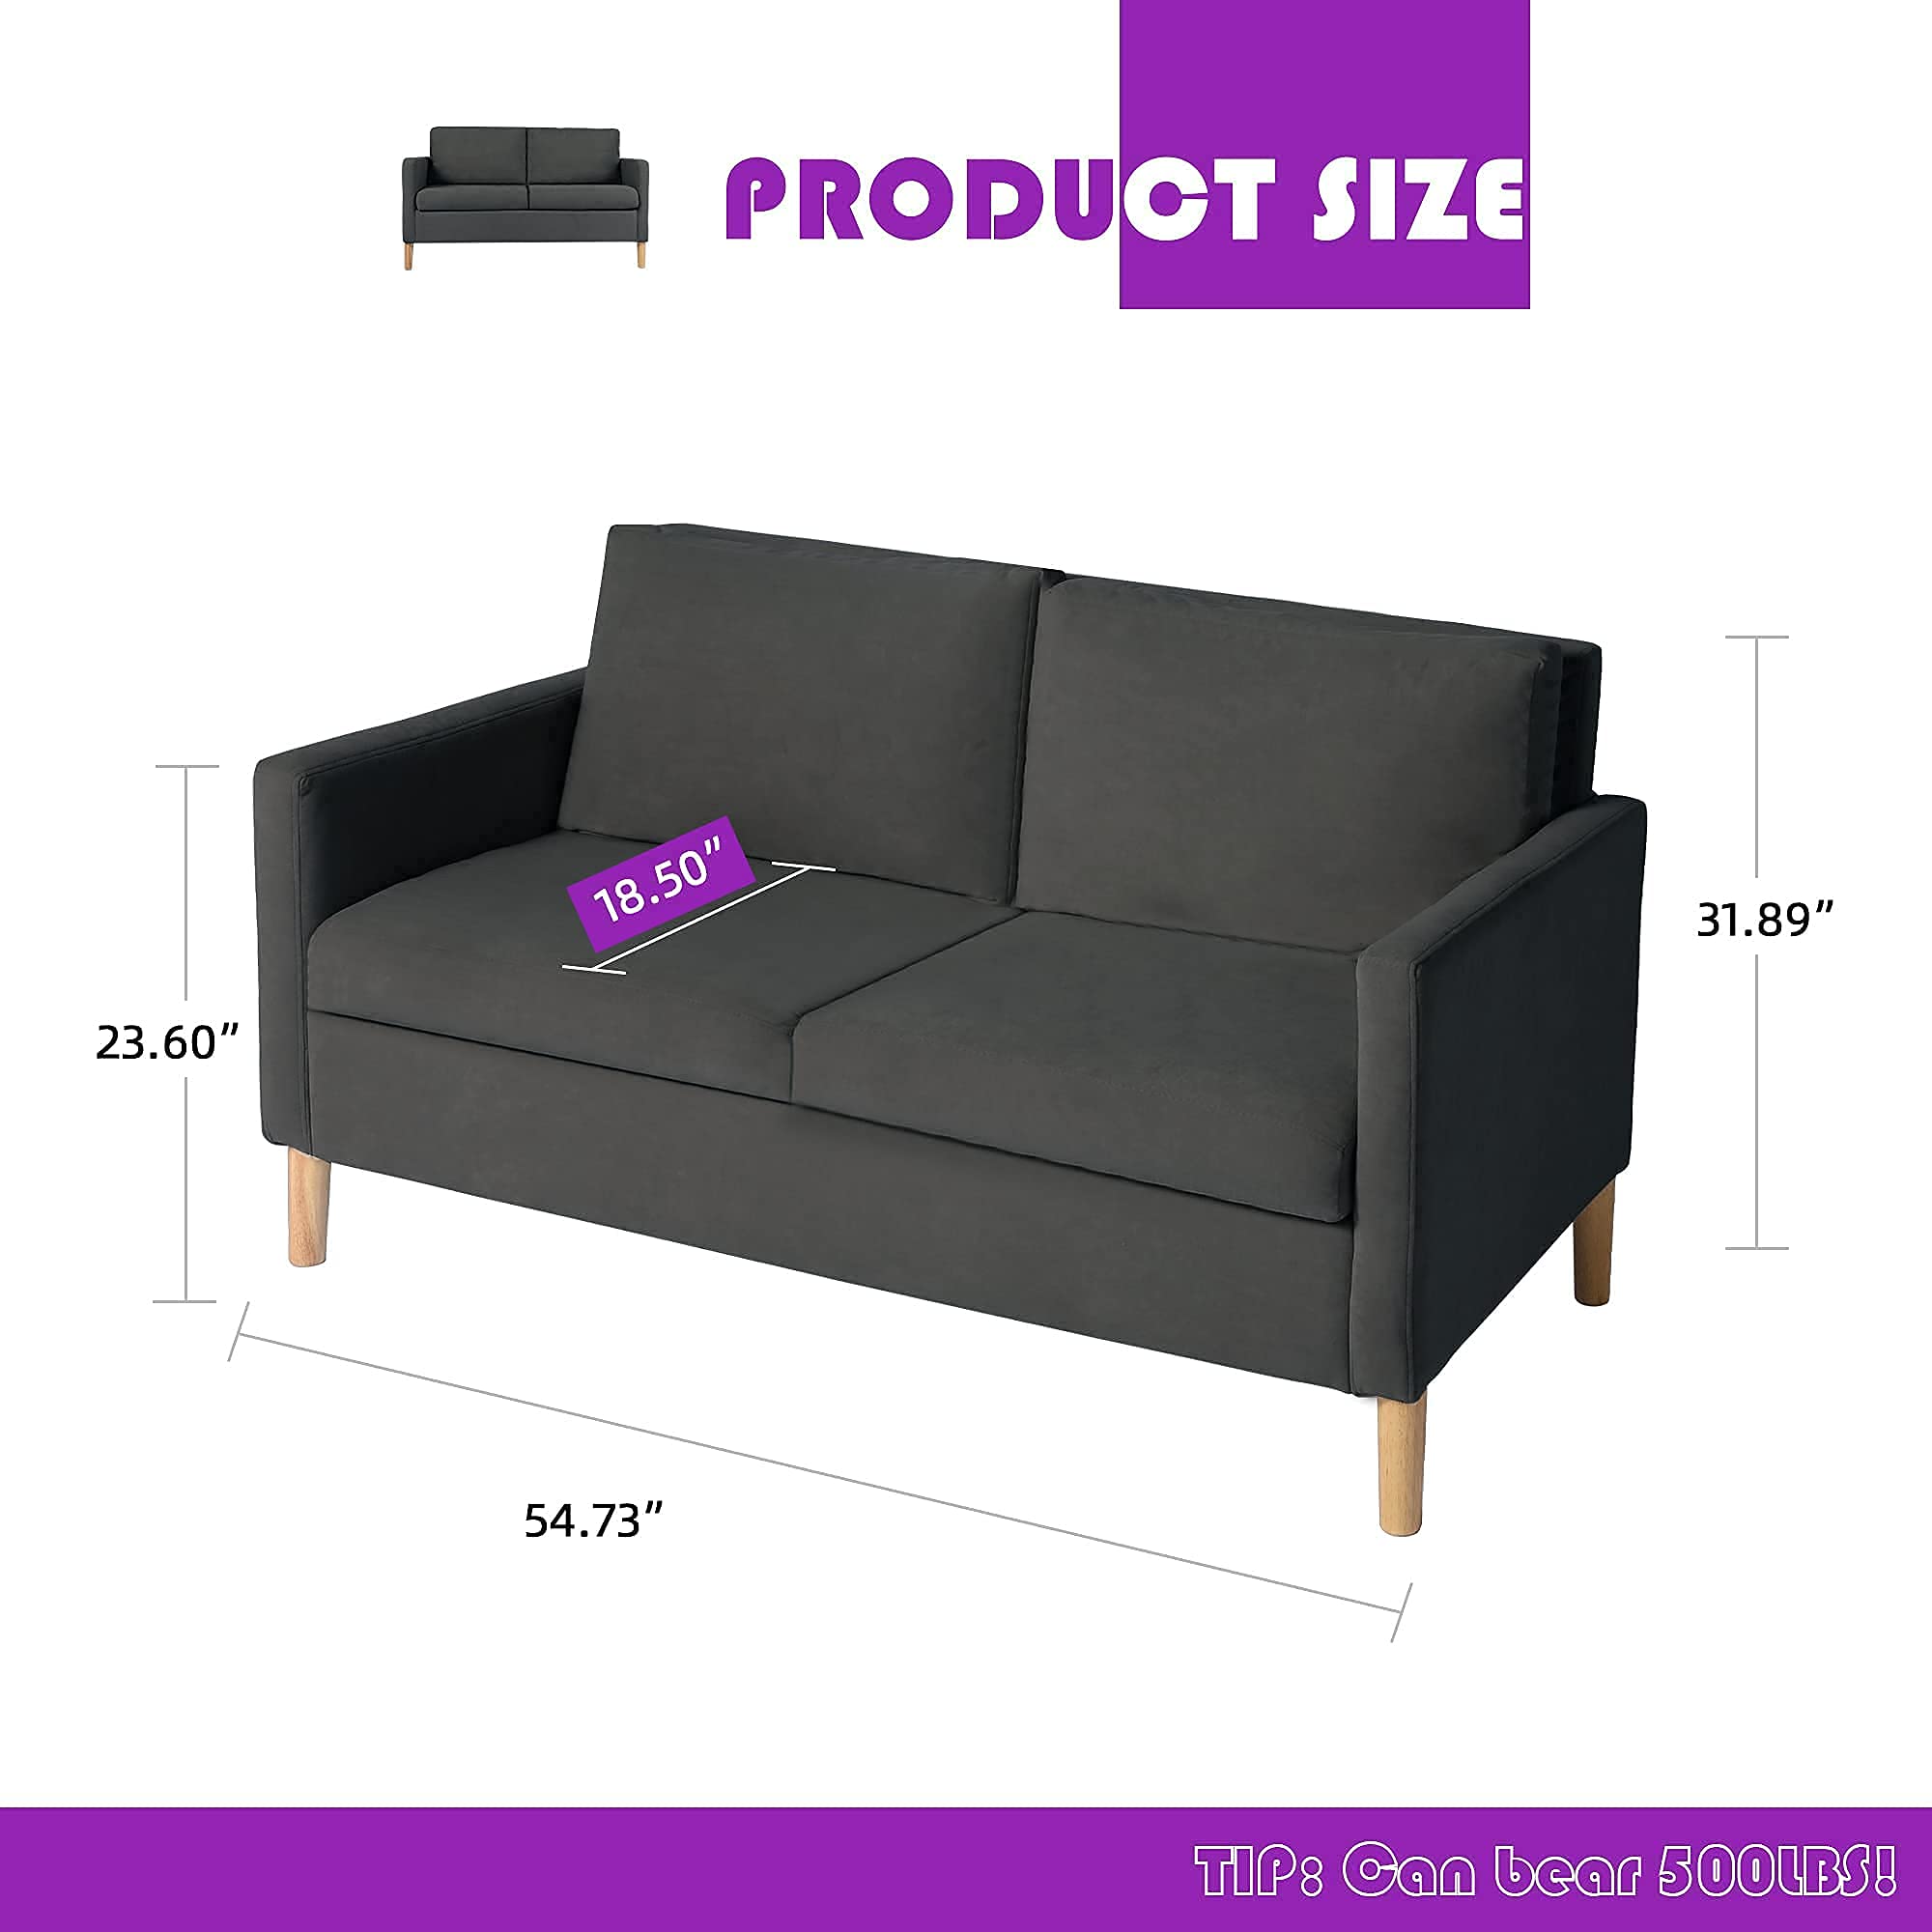 PRODUCT SIZE
18.50”
31.89”
23.60”
54.73”
TIP: Can bear 500LBS!